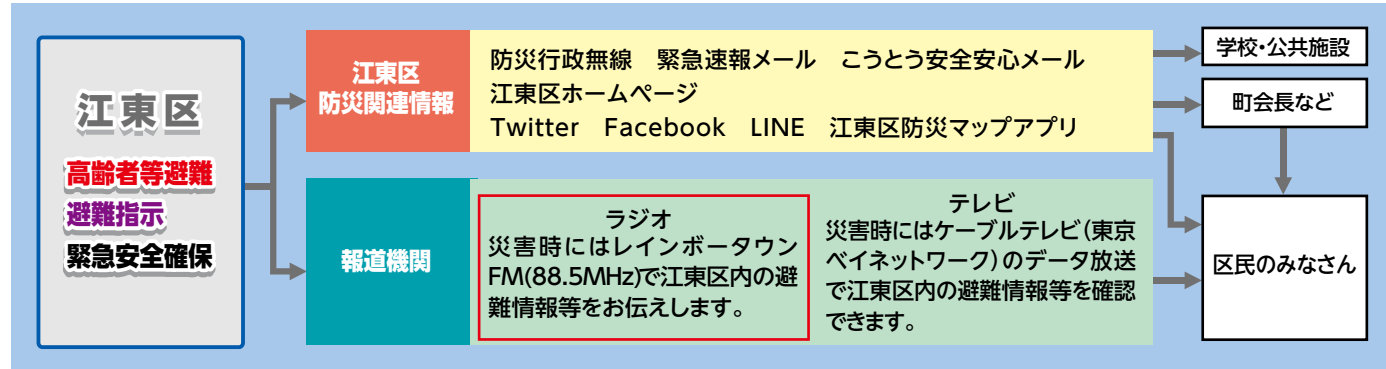 江東区
高齢者等避難
避難指示
緊急安全確保
江東区
防災関連情報
防災行政無線　緊急速報メール　こうとう安全安心メール
江東区ホームページ
Twitter　Facebook　LINE　江東区防災マップアプリ
報道機関
ラジオ
災害時にはレインボータウン
FM(88.5MHz)で江東区内の避
難情報等をお伝えします。
テレビ
災害時にはケーブルテレビ(東京
ベイネットワーク)のデータ放送
で江東区内の避難情報等を確認
できます。
学校・公共施設
町会長など
区民のみなさん